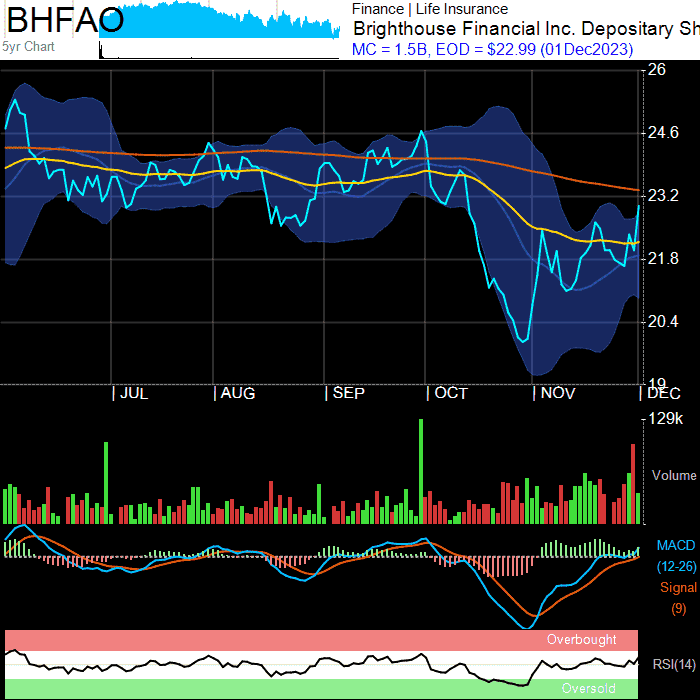 BHFAO
5yr Chart
Finance | Life Insurance
Brighthouse Financial Inc. Depositary Sh
MC = 1.5B, EOD = $22.99 (01Dec2023)
26
24.6
23.2
21.8
20.4
19
JUL
AUG
SEP
OCT
NOV
DEC
129k
Volume
MACD
(12-26)
Signal
(9)
Overbought
RSI(14)
Oversold